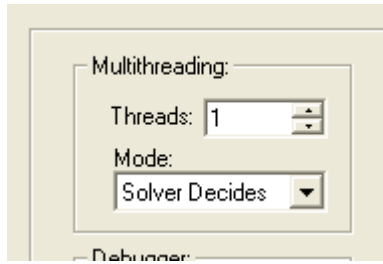 Multithreading:
Threads: 1
Mode:
Solver Decides
Debugger: